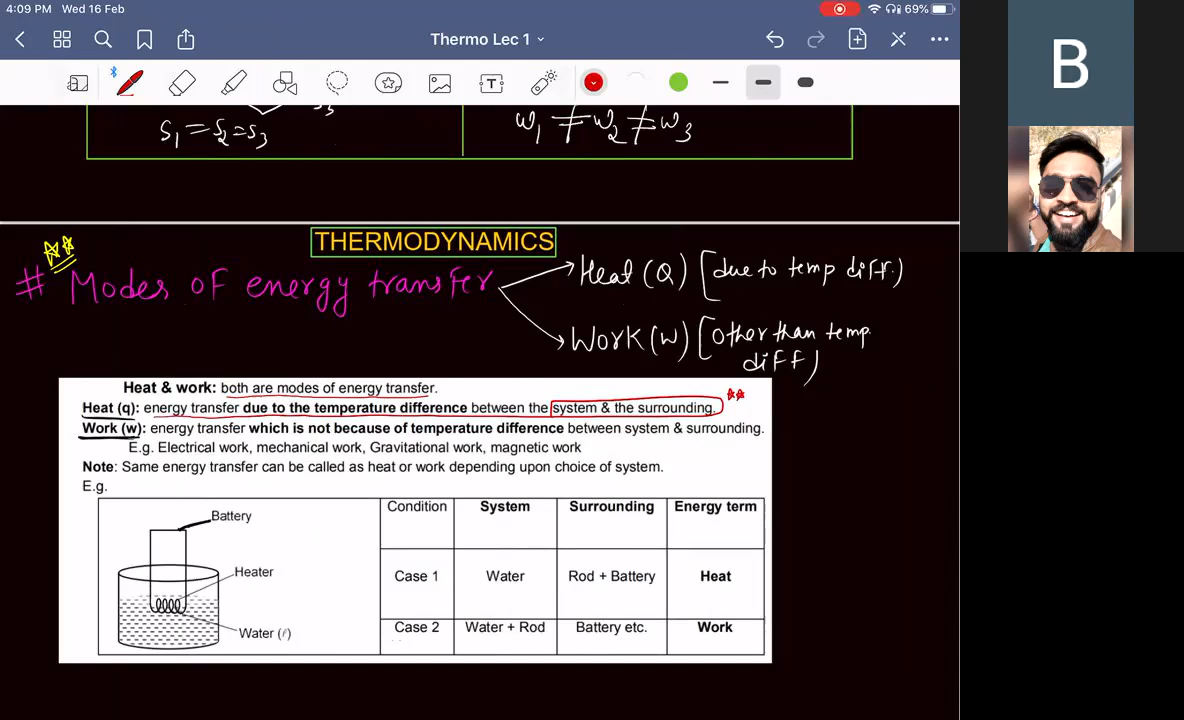 4:09 PM Wed 16 Feb
69%
Thermo Lec 1
T
B
S3
S1 = S2 = S3
w1 ≠ w2 ≠ w3
THERMODYNAMICS
# Modes of energy transfer
Heat (Q) [due to temp diff.)
Work (w) [Other than temp
diff)
Heat & work: both are modes of energy transfer.
Heat (q): energy transfer due to the temperature difference between the system & the surrounding.
Work (w): energy transfer which is not because of temperature difference between system & surrounding.
E.g. Electrical work, mechanical work, Gravitational work, magnetic work
Note: Same energy transfer can be called as heat or work depending upon choice of system.
E.g.
Battery
Heater
Water (ℓ)
Condition System Surrounding Energy term
Case 1 Water Rod + Battery Heat
Case 2 Water + Rod Battery etc. Work